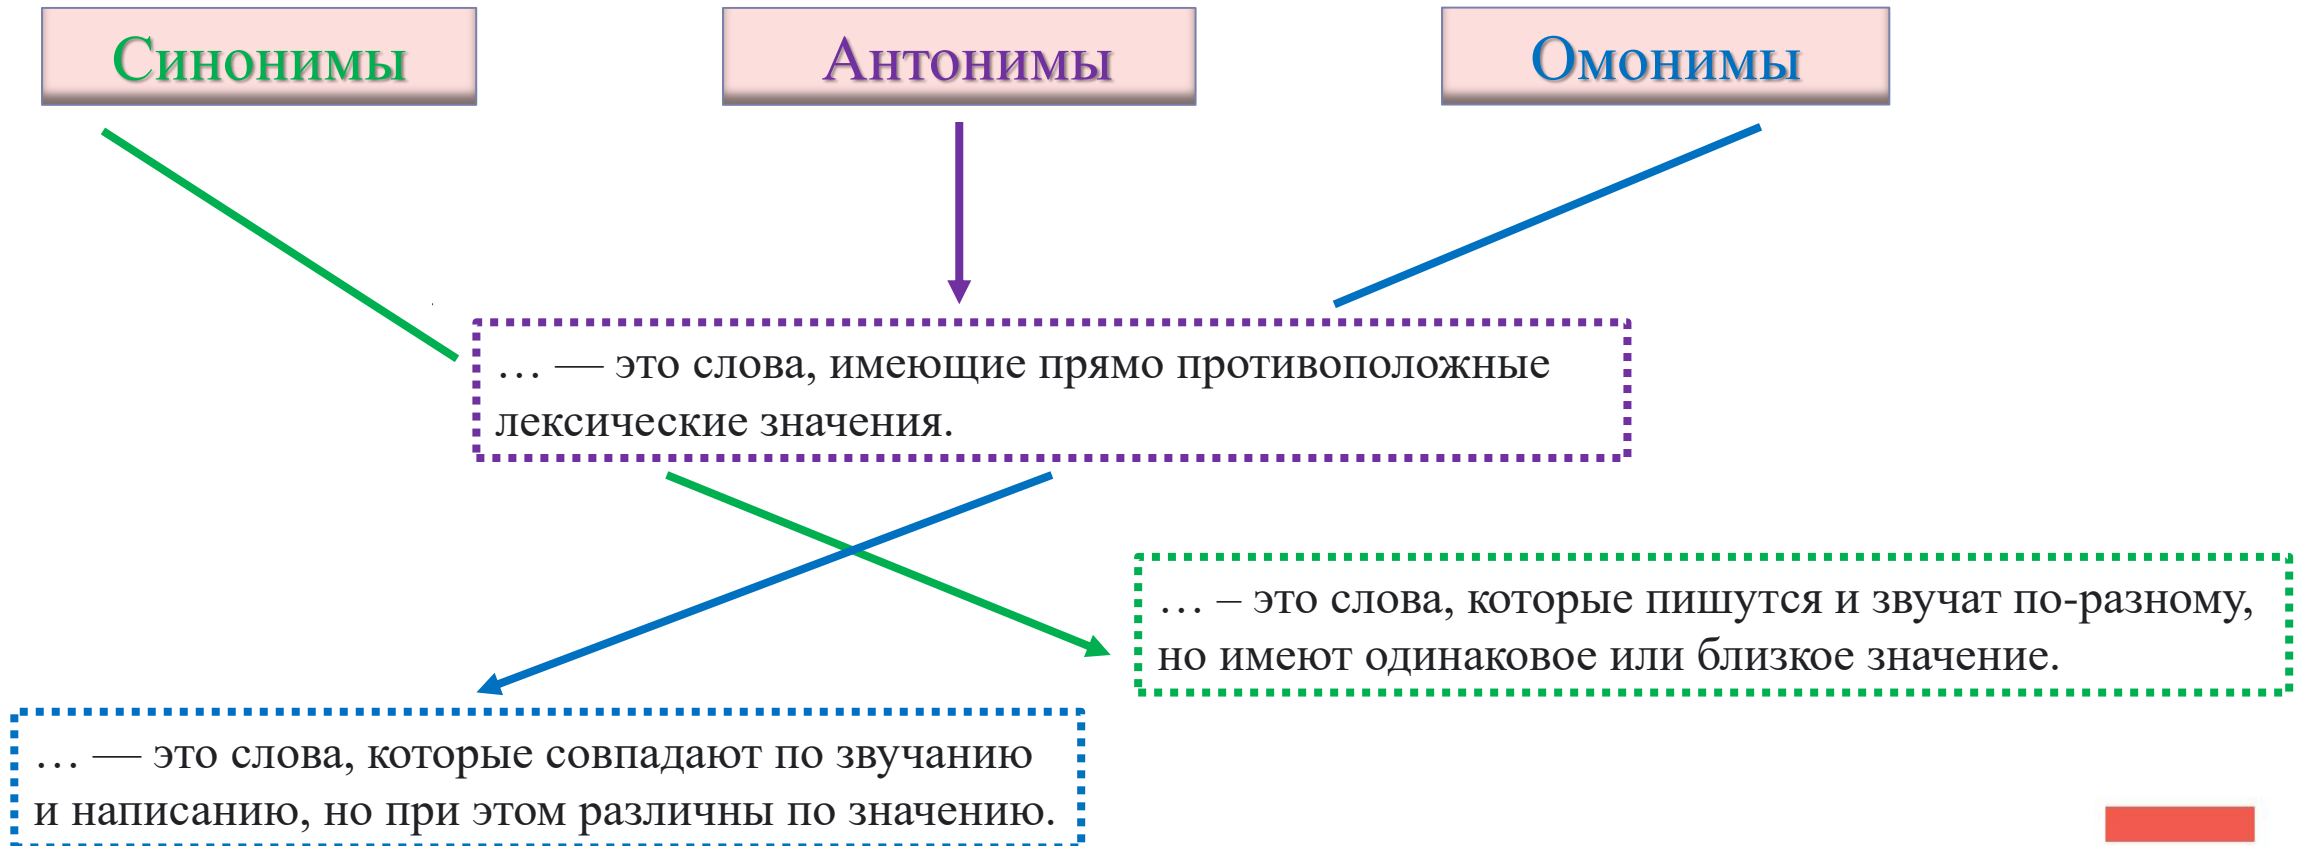 Синонимы
Антонимы
Омонимы
… — это слова, имеющие прямо противоположные
лексические значения.
… – это слова, которые пишутся и звучат по-разному,
но имеют одинаковое или близкое значение.
… — это слова, которые совпадают по звучанию
и написанию, но при этом различны по значению.